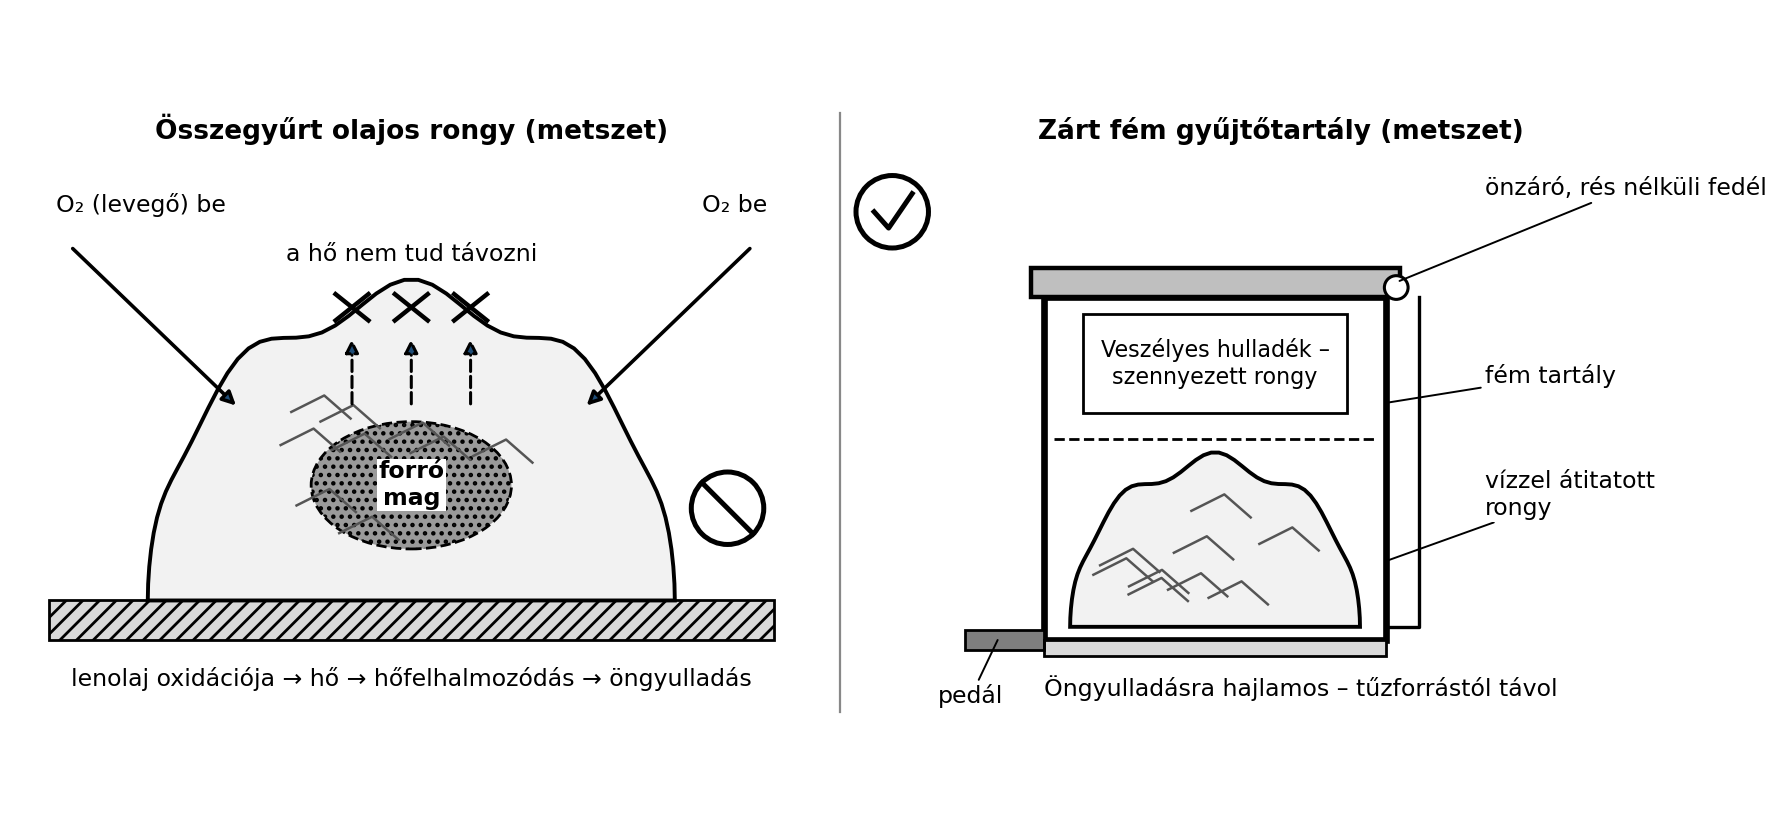 Összegyűrt olajos rongy (metszet)
O₂ (levegő) be
O₂ be
a hő nem tud távozni
forró
mag
lenolaj oxidációja → hő → hőfelhalmozódás → öngyulladás
Zárt fém gyűjtőtartály (metszet)
önzáró, rés nélküli fedél
Veszélyes hulladék –
szennyezett rongy
fém tartály
vízzel átitatott
rongy
pedál
Öngyulladásra hajlamos – tűzforrástól távol